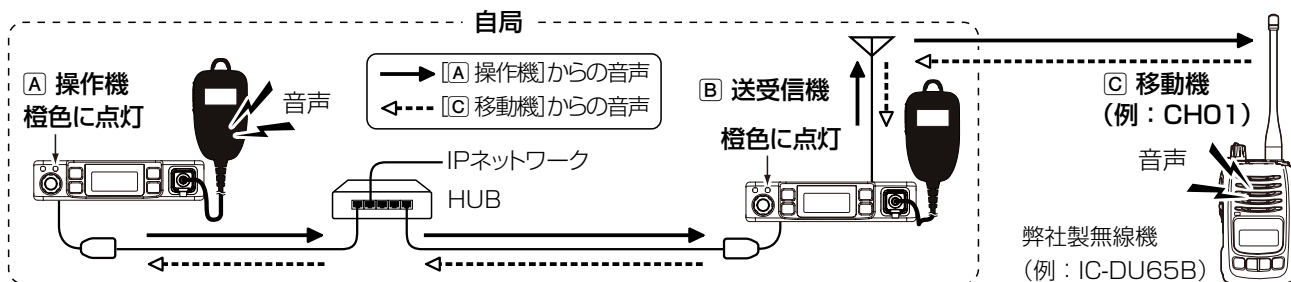 自局
A 操作機
橙色に点灯
音声
[A 操作機]からの音声
[C 移動機]からの音声
B 送受信機
橙色に点灯
C 移動機
(例:CH01)
音声
IPネットワーク
HUB
弊社製無線機
(例:IC-DU65B)